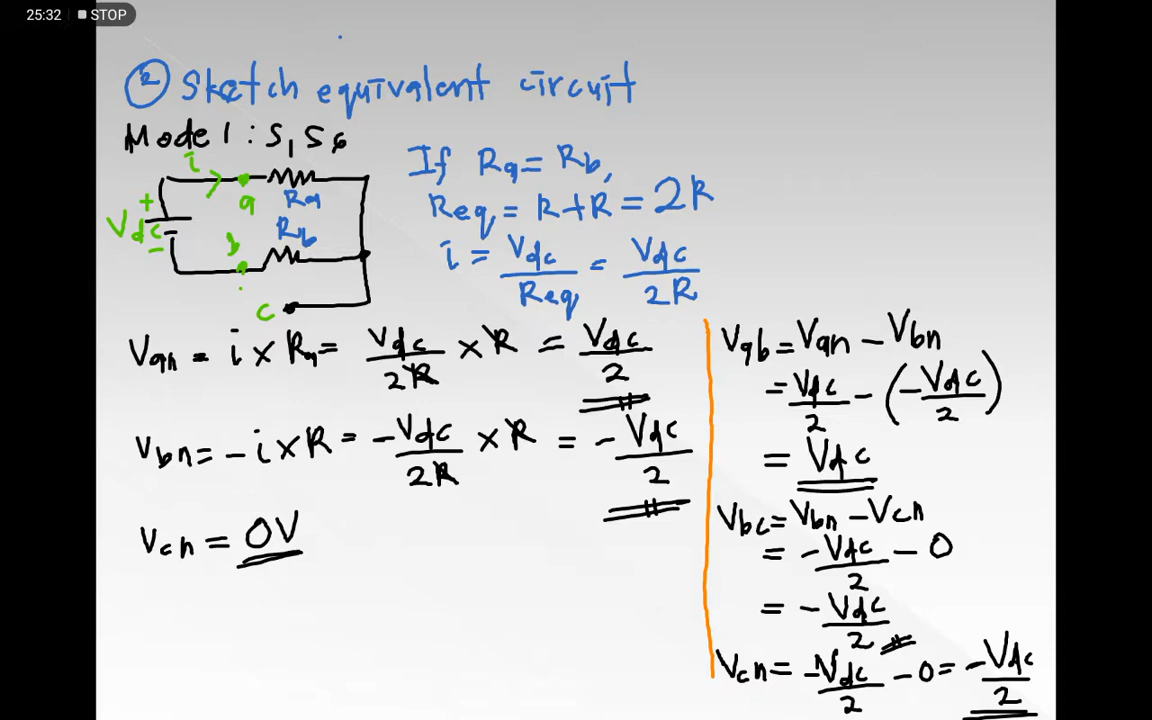 25:32 STOP
② Sketch equivalent circuit
Mode 1 : S1 S6
i
+
Vdc
-
a
Ra
Rb
b
c
If Ra = Rb,
Req = R + R = 2R
i = Vdc/Req = Vdc/2R
Van = i × Ra = Vdc/2R × R = Vdc/2
Vbn = -i × R = -Vdc/2R × R = -Vdc/2
Vcn = 0V
Vab = Van - Vbn
= Vdc/2 - (-Vdc/2)
= Vdc
Vbc = Vbn - Vcn
= -Vdc/2 - 0
= -Vdc/2
Vcn = -Vdc/2 - 0 = -Vdc/2